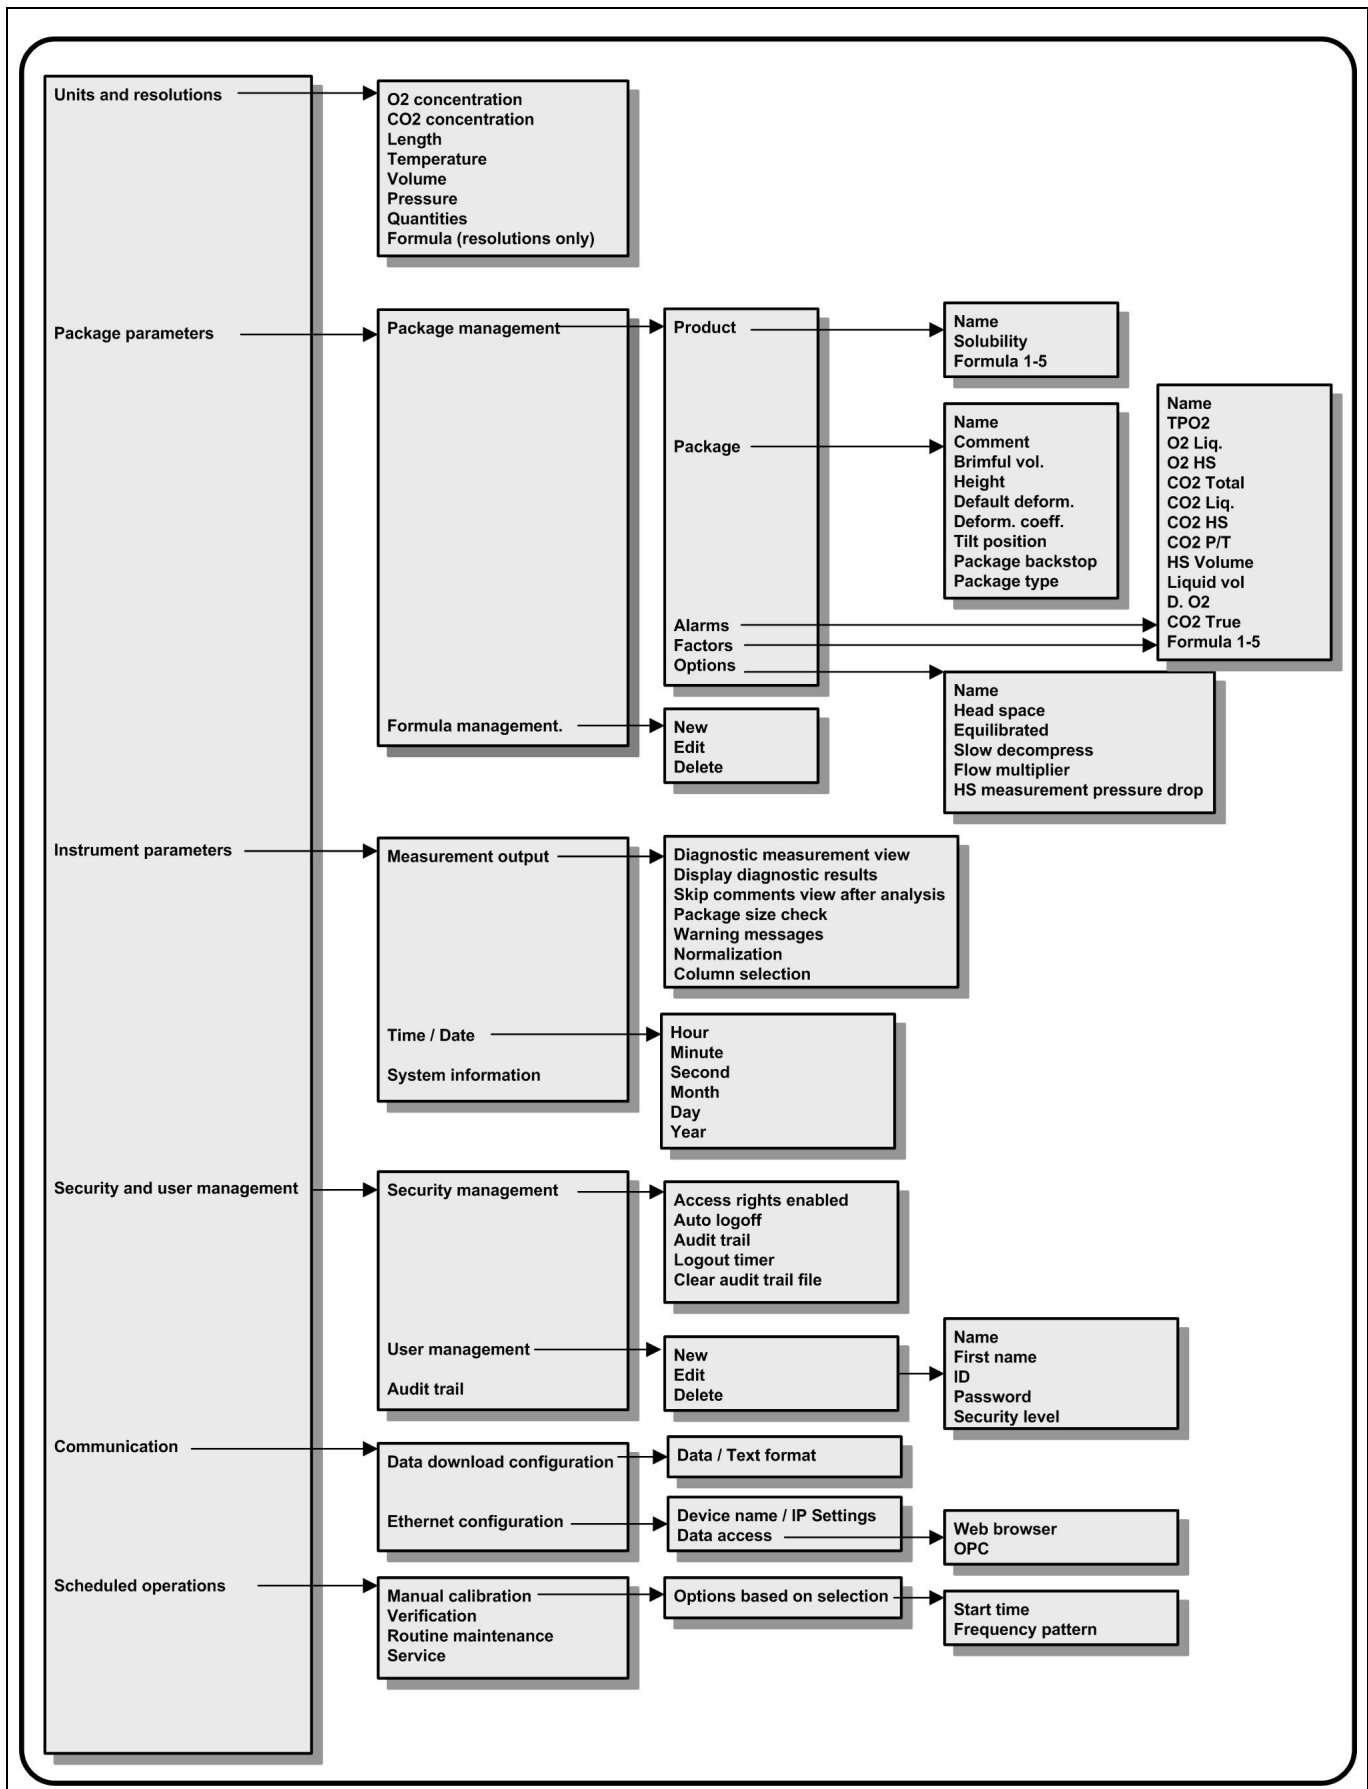 Units and resolutions
O2 concentration
CO2 concentration
Length
Temperature
Volume
Pressure
Quantities
Formula (resolutions only)
Package parameters
Package management
Product
Name
Solubility
Formula 1-5
Package
Name
Comment
Brimful vol.
Height
Default deform.
Deform. coeff.
Tilt position
Package backstop
Package type
Alarms
Factors
Options
Name
TPO2
O2 Liq.
O2 HS
CO2 Total
CO2 Liq.
CO2 HS
CO2 P/T
HS Volume
Liquid vol
D. O2
CO2 True
Formula 1-5
Name
Head space
Equilibrated
Slow decompress
Flow multiplier
HS measurement pressure drop
Formula management.
New
Edit
Delete
Instrument parameters
Measurement output
Diagnostic measurement view
Display diagnostic results
Skip comments view after analysis
Package size check
Warning messages
Normalization
Column selection
Time / Date
Hour
Minute
Second
Month
Day
Year
System information
Security and user management
Security management
Access rights enabled
Auto logoff
Audit trail
Logout timer
Clear audit trail file
User management
New
Edit
Delete
Name
First name
ID
Password
Security level
Audit trail
Communication
Data download configuration
Data / Text format
Ethernet configuration
Device name / IP Settings
Data access
Web browser
OPC
Scheduled operations
Manual calibration
Verification
Routine maintenance
Service
Options based on selection
Start time
Frequency pattern